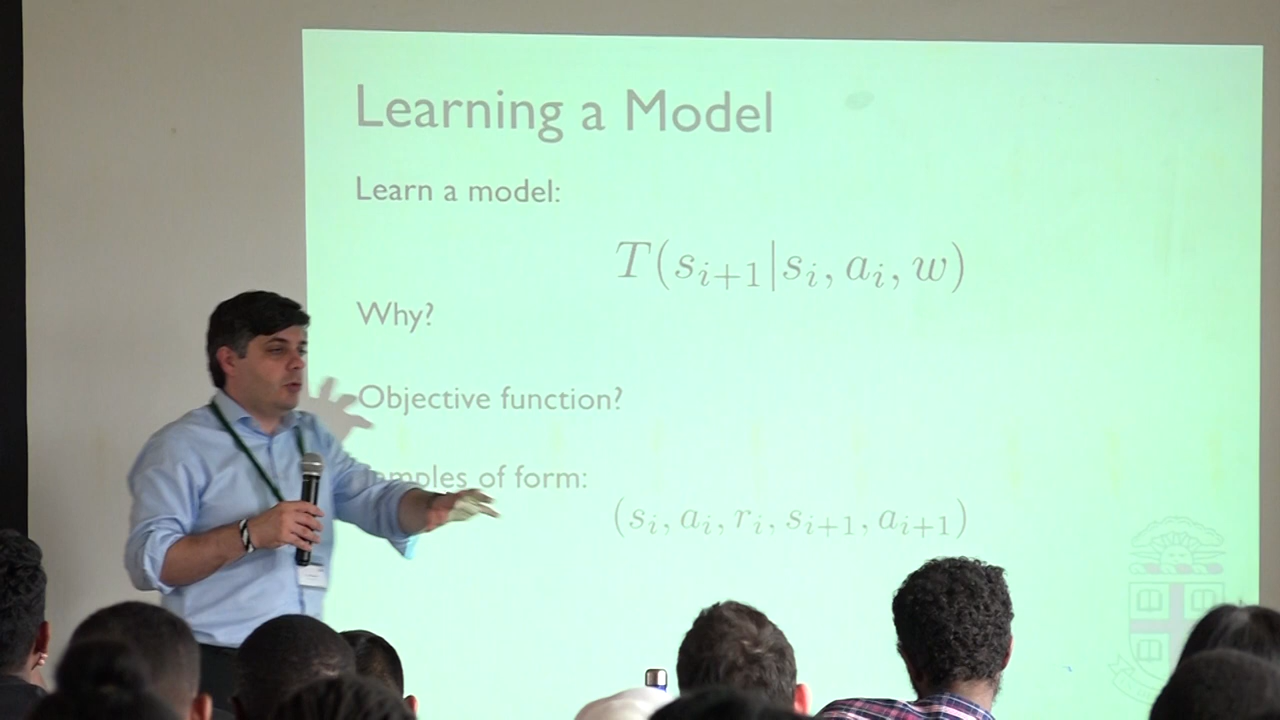 Learning a Model
Learn a model:
T(s_{i+1}|s_i, a_i, w)
Why?
Objective function?
of form:
(s_i, a_i, r_i, s_{i+1}, a_{i+1})